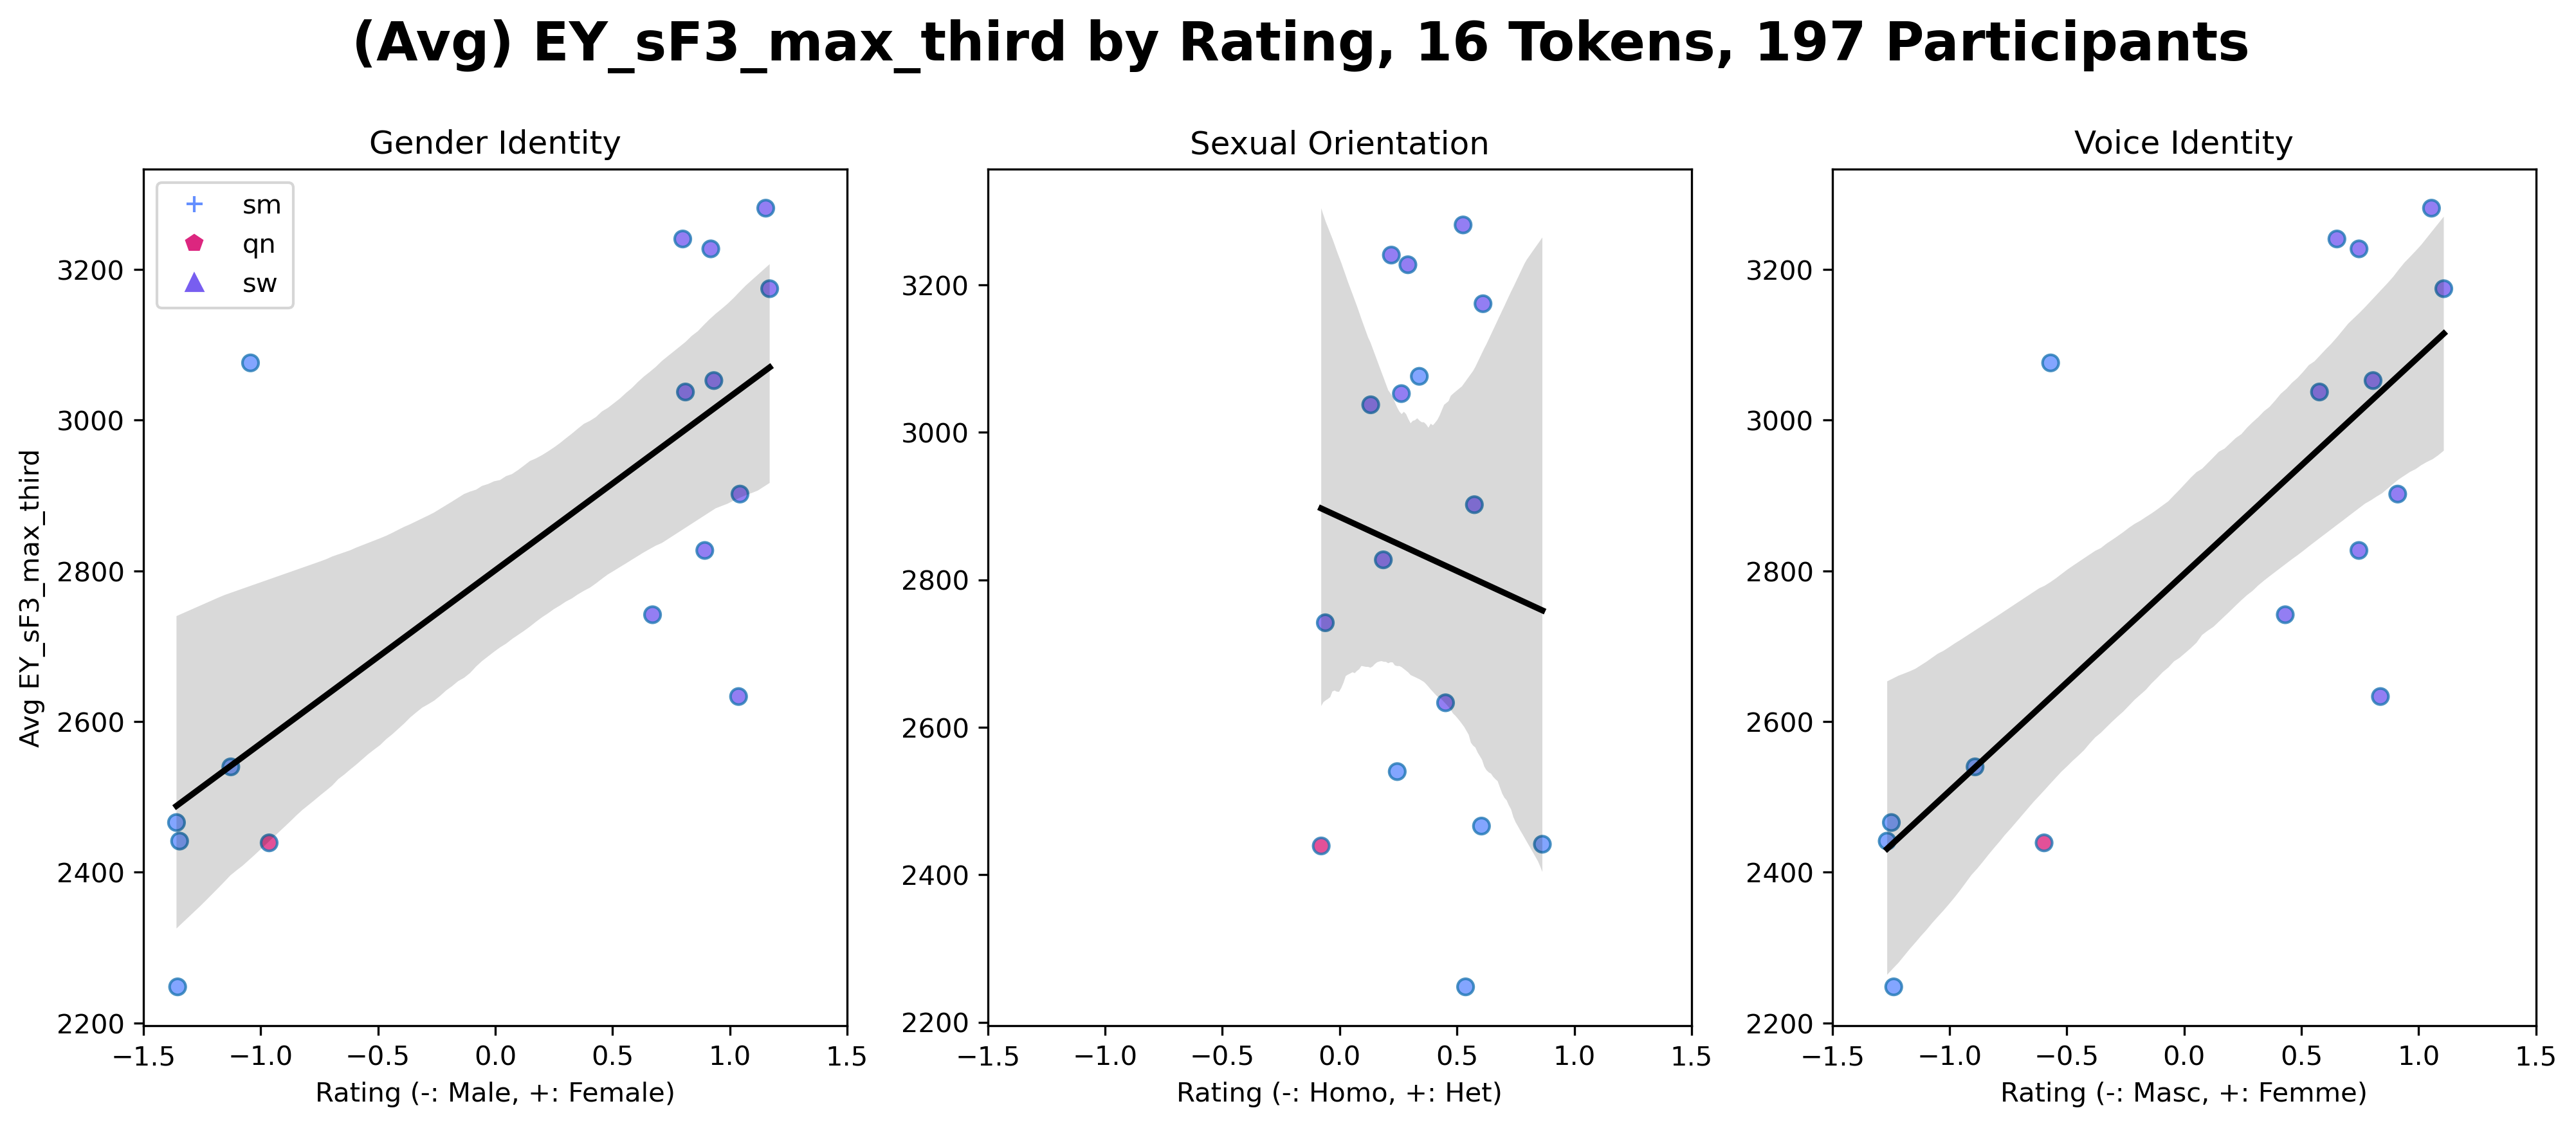 (Avg) EY_sF3_max_third by Rating, 16 Tokens, 197 Participants
Gender Identity
sm
qn
sw
3200
3000
2800
2600
2400
2200
Avg EY_sF3_max_third
−1.5 −1.0 −0.5 0.0 0.5 1.0 1.5
Rating (-: Male, +: Female)
Sexual Orientation
3200
3000
2800
2600
2400
2200
−1.5 −1.0 −0.5 0.0 0.5 1.0 1.5
Rating (-: Homo, +: Het)
Voice Identity
3200
3000
2800
2600
2400
2200
−1.5 −1.0 −0.5 0.0 0.5 1.0 1.5
Rating (-: Masc, +: Femme)